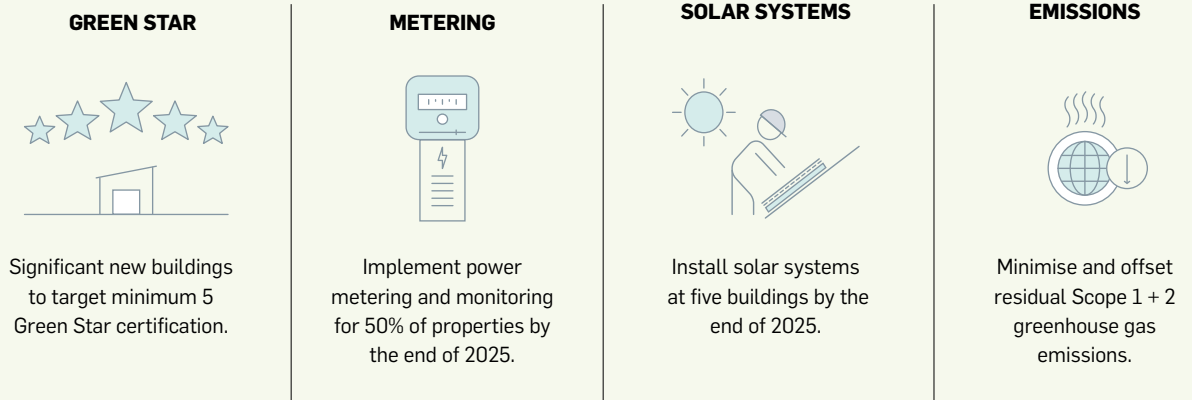 GREEN STAR
Significant new buildings
to target minimum 5
Green Star certification.
METERING
Implement power
metering and monitoring
for 50% of properties by
the end of 2025.
SOLAR SYSTEMS
Install solar systems
at five buildings by the
end of 2025.
EMISSIONS
Minimise and offset
residual Scope 1 + 2
greenhouse gas
emissions.